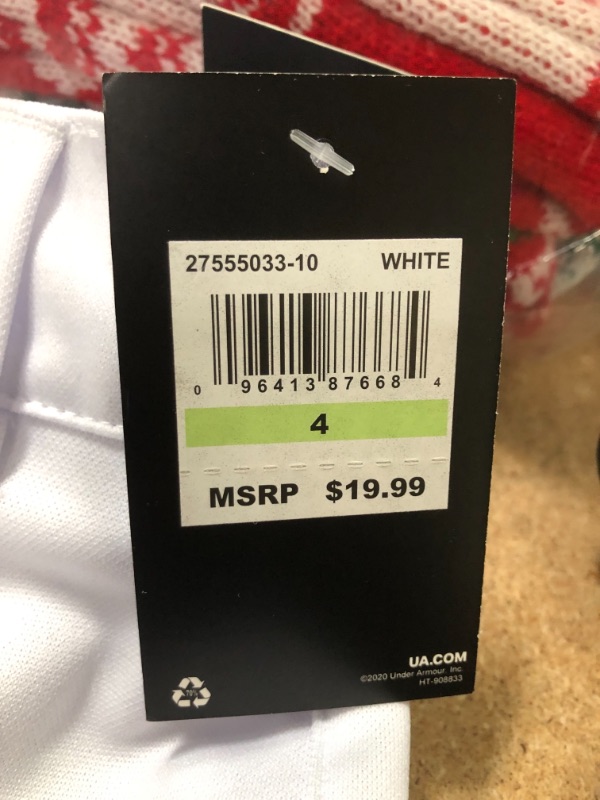 27555033-10 WHITE
0 96413 87668 4
4
MSRP $19.99
UA.COM
©2020 Under Armour, Inc.
HT-908833
70%